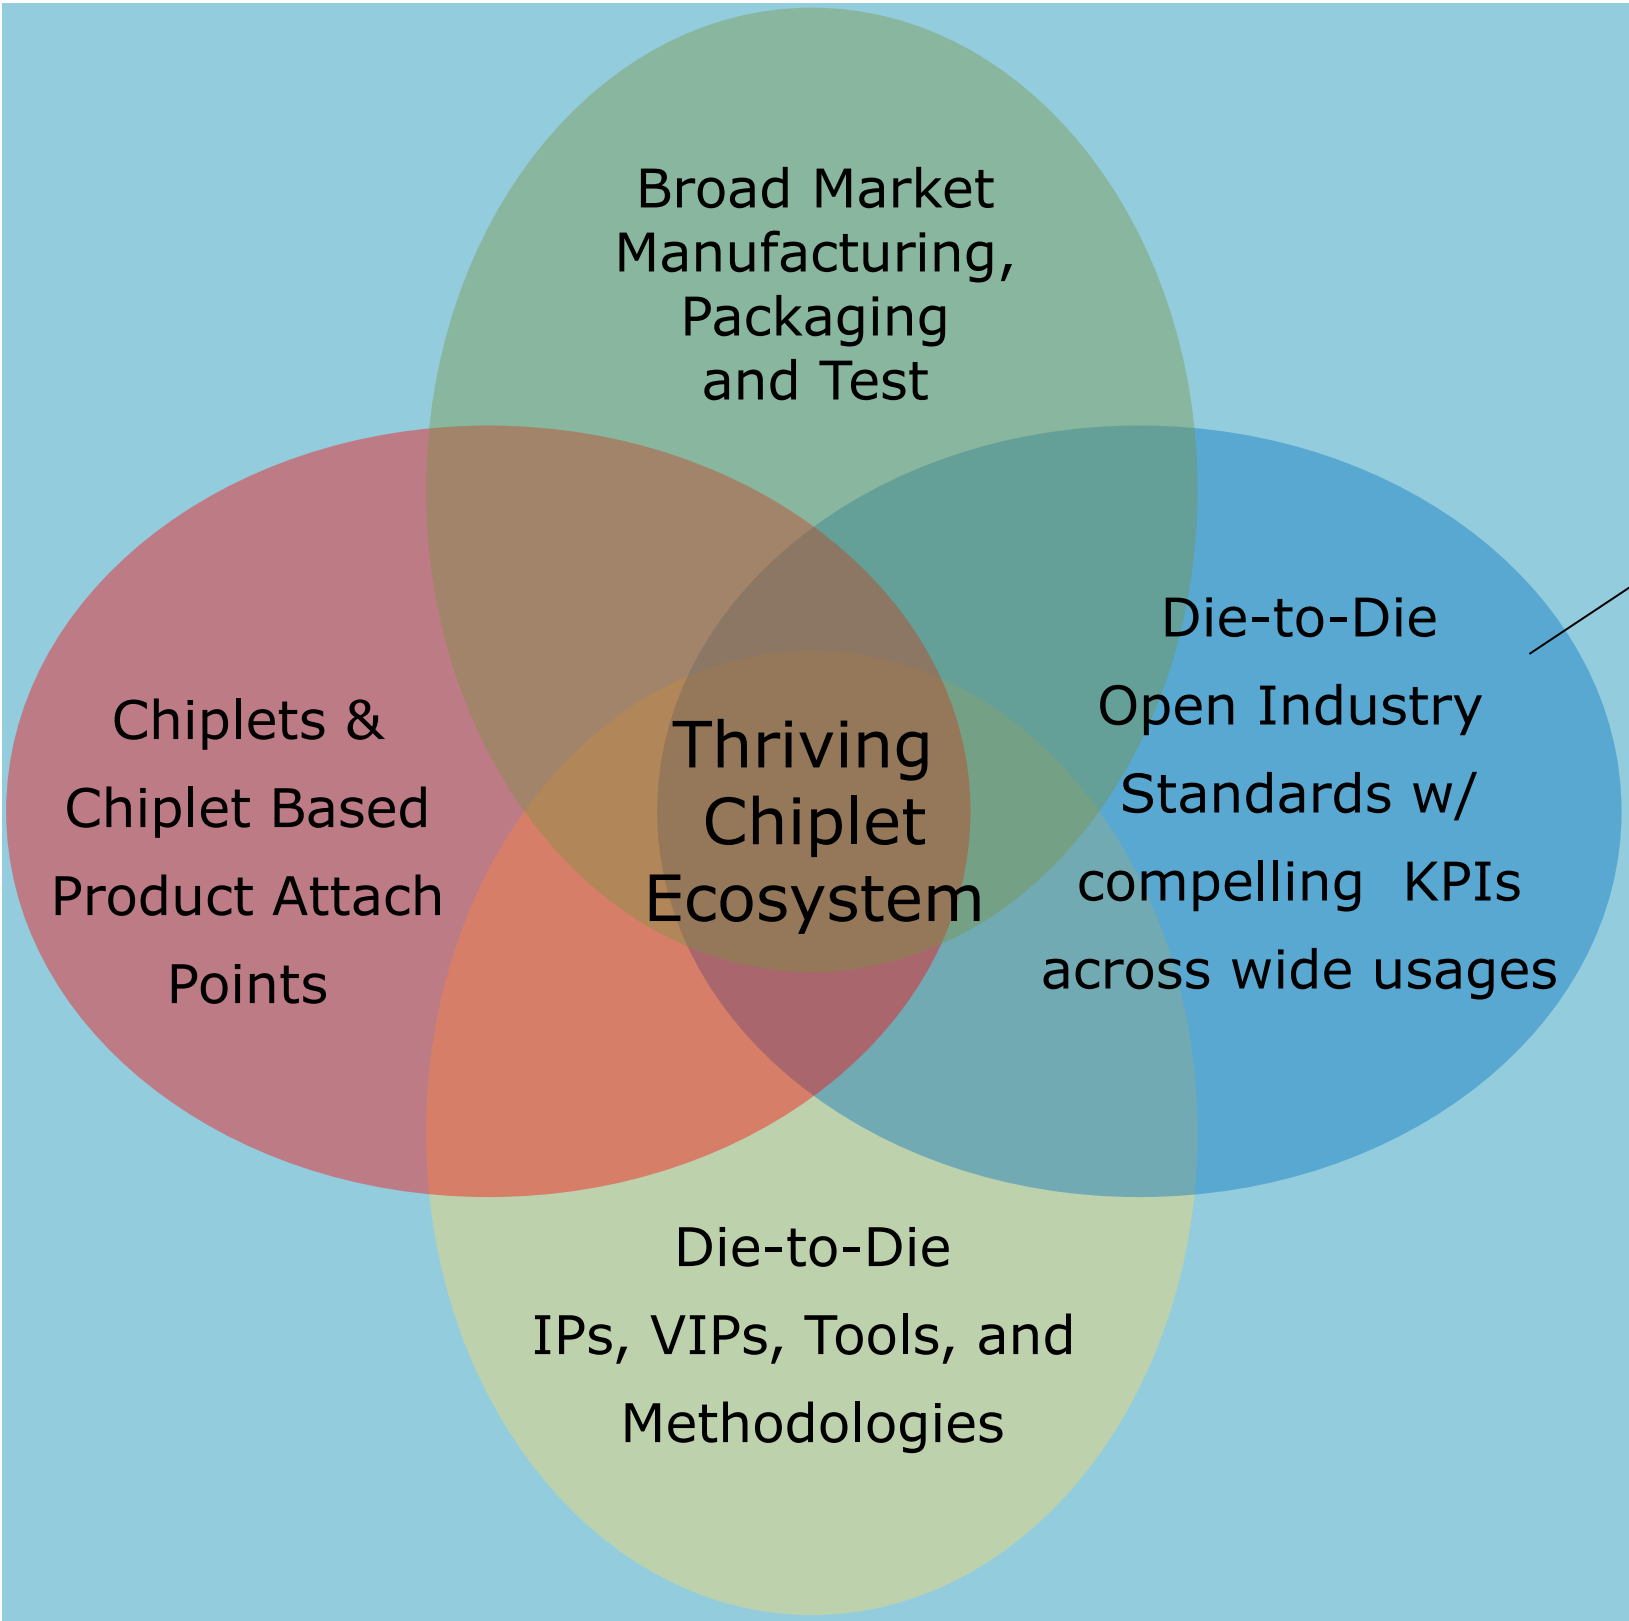 Broad Market
Manufacturing,
Packaging
and Test
Chiplets &
Chiplet Based
Product Attach
Points
Thriving
Chiplet
Ecosystem
Die-to-Die
Open Industry
Standards w/
compelling  KPIs
across wide usages
Die-to-Die
IPs, VIPs, Tools, and
Methodologies